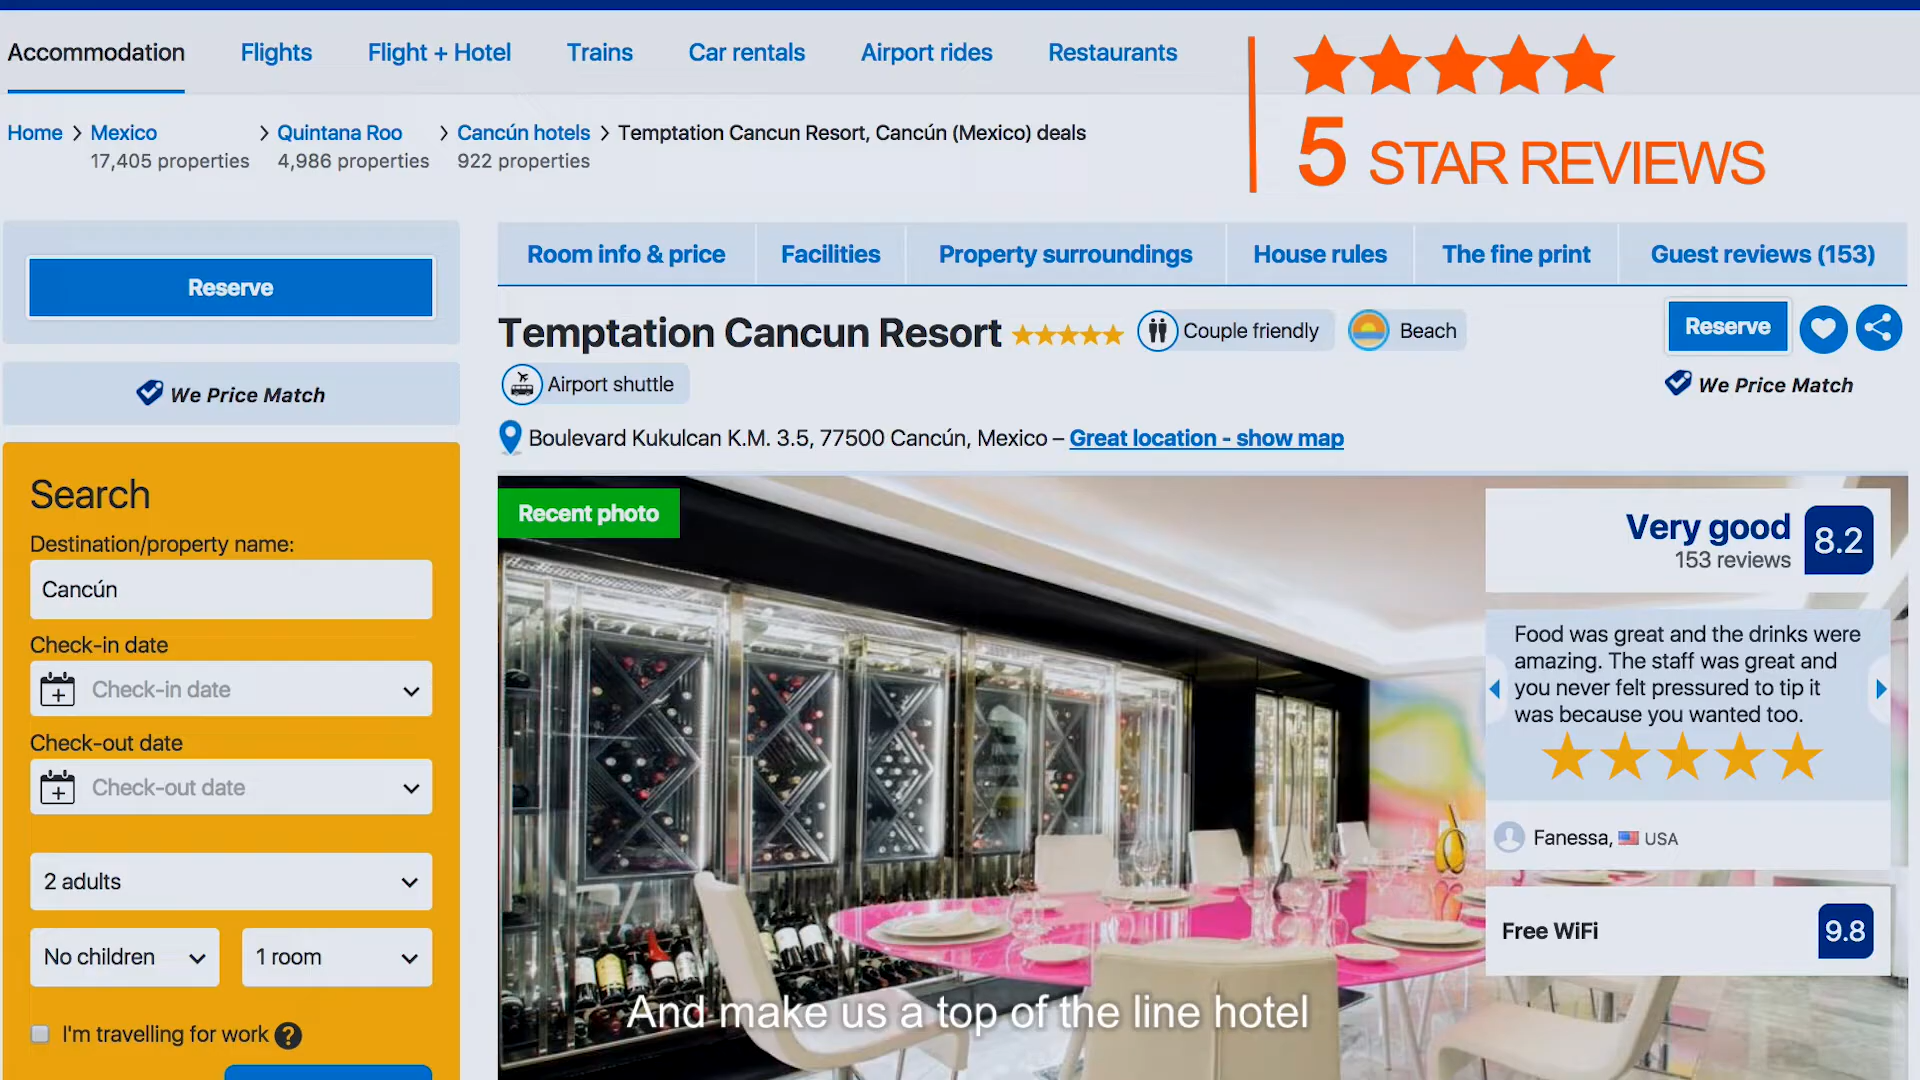 Accommodation
Flights
Flight + Hotel
Trains
Car rentals
Airport rides
Restaurants
5 STAR REVIEWS
Home > Mexico > Quintana Roo > Cancún hotels > Temptation Cancun Resort, Cancún (Mexico) deals
17,405 properties
4,986 properties
922 properties
Reserve
We Price Match
Search
Destination/property name:
Cancún
Check-in date
Check-in date
Check-out date
Check-out date
2 adults
No children
1 room
I'm travelling for work ?
Room info & price
Facilities
Property surroundings
House rules
The fine print
Guest reviews (153)
Temptation Cancun Resort
Couple friendly
Beach
Airport shuttle
Reserve
We Price Match
Boulevard Kukulcan K.M. 3.5, 77500 Cancún, Mexico – Great location - show map
Recent photo
Very good
8.2
153 reviews
Food was great and the drinks were
amazing. The staff was great and
you never felt pressured to tip it
was because you wanted too.
Fanessa, USA
Free WiFi
9.8
And make us a top of the line hotel